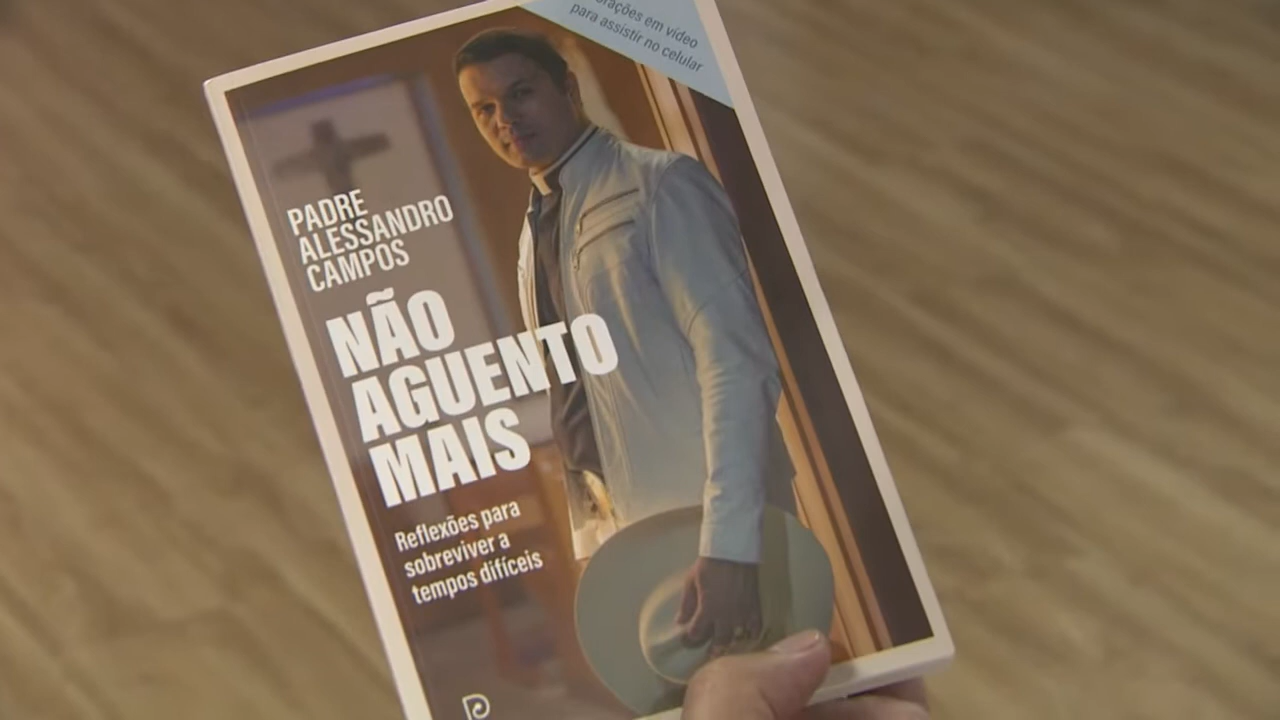 orações em vídeo
para assistir no celular
PADRE
ALESSANDRO
CAMPOS
NÃO
AGUENTO
MAIS
Reflexões para
sobreviver a
tempos difíceis